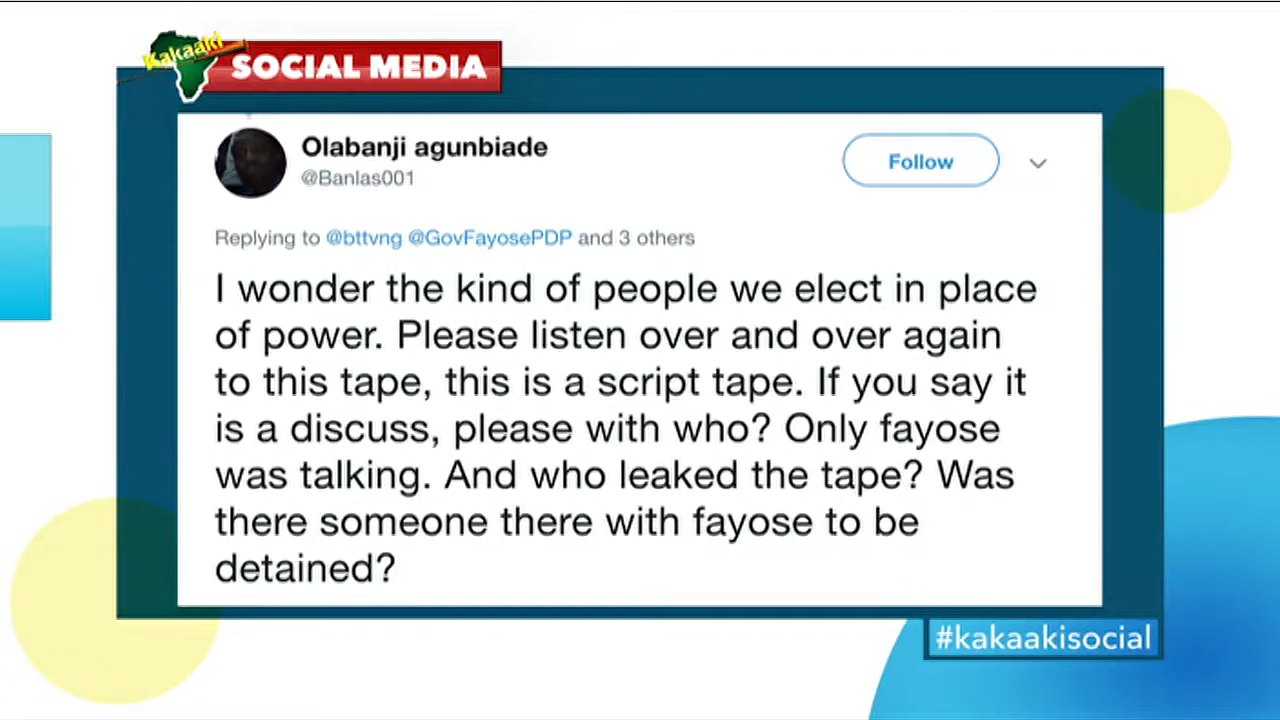 Kakaaki
SOCIAL MEDIA
Olabanji agunbiade
@Banlas001
Follow
Replying to @bttvng @GovFayosePDP and 3 others
I wonder the kind of people we elect in place
of power. Please listen over and over again
to this tape, this is a script tape. If you say it
is a discuss, please with who? Only fayose
was talking. And who leaked the tape? Was
there someone there with fayose to be
detained?
#kakaakisocial